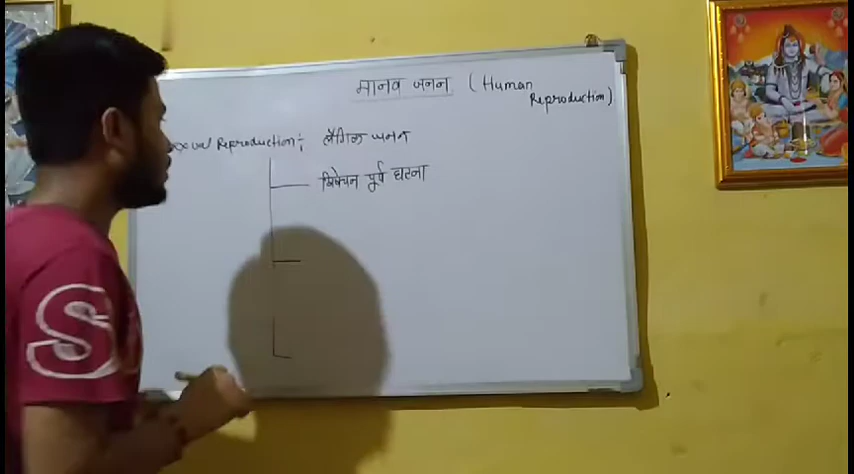 मानव जनन (Human
Reproduction)
Sexual Reproduction :- लैंगिक जनन
निषेचन पूर्व घटना
S